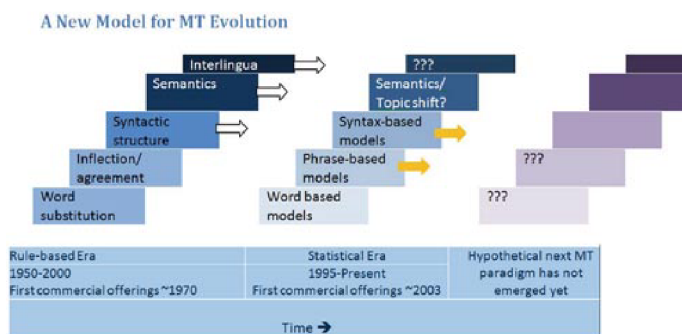 A New Model for MT Evolution
Interlingua
Semantics
Syntactic
structure
Inflection/
agreement
Word
substitution
???
Semantics/
Topic shift?
Syntax-based
models
Phrase-based
models
Word based
models
???
???
Rule-based Era
1950-2000
First commercial offerings ~1970
Statistical Era
1995-Present
First commercial offerings ~2003
Hypothetical next MT
paradigm has not
emerged yet
Time →